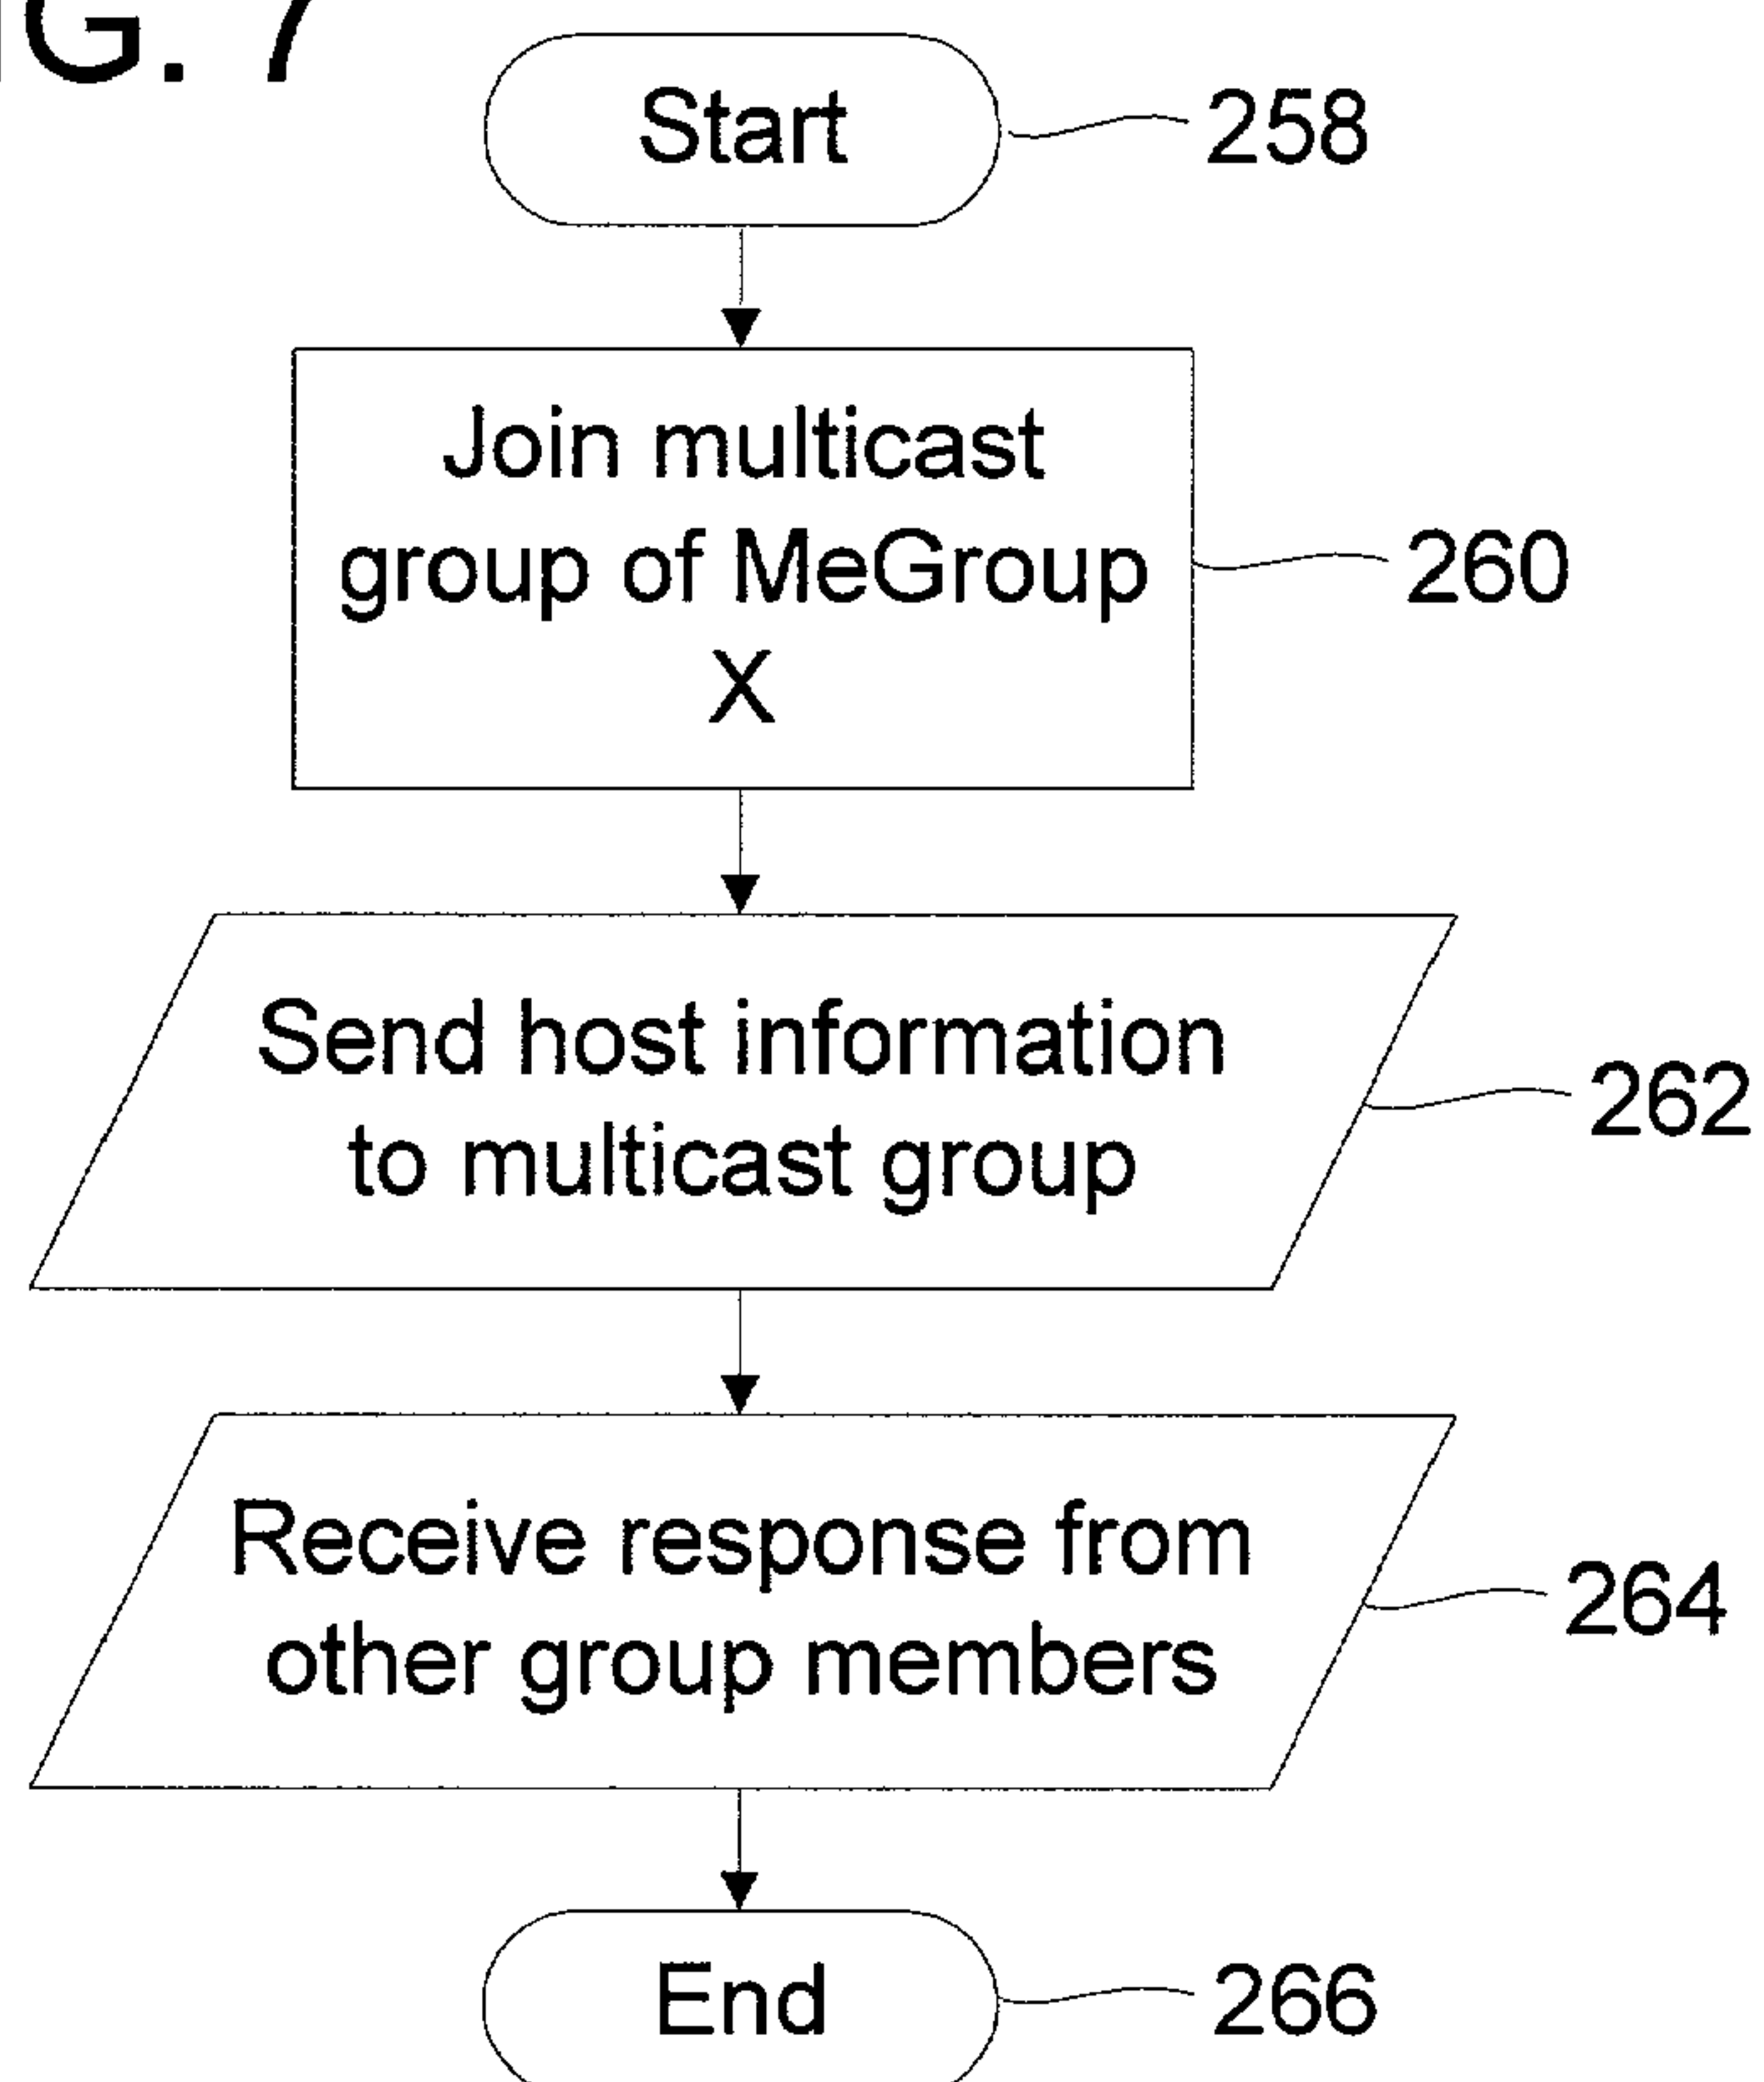 IG. 7
Start
258
Join multicast
group of MeGroup
X
260
Send host information
to multicast group
262
Receive response from
other group members
264
End
266